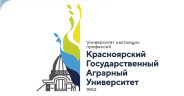 Университет настоящих
профессий
Красноярский
Государственный
Аграрный
Университет
1952